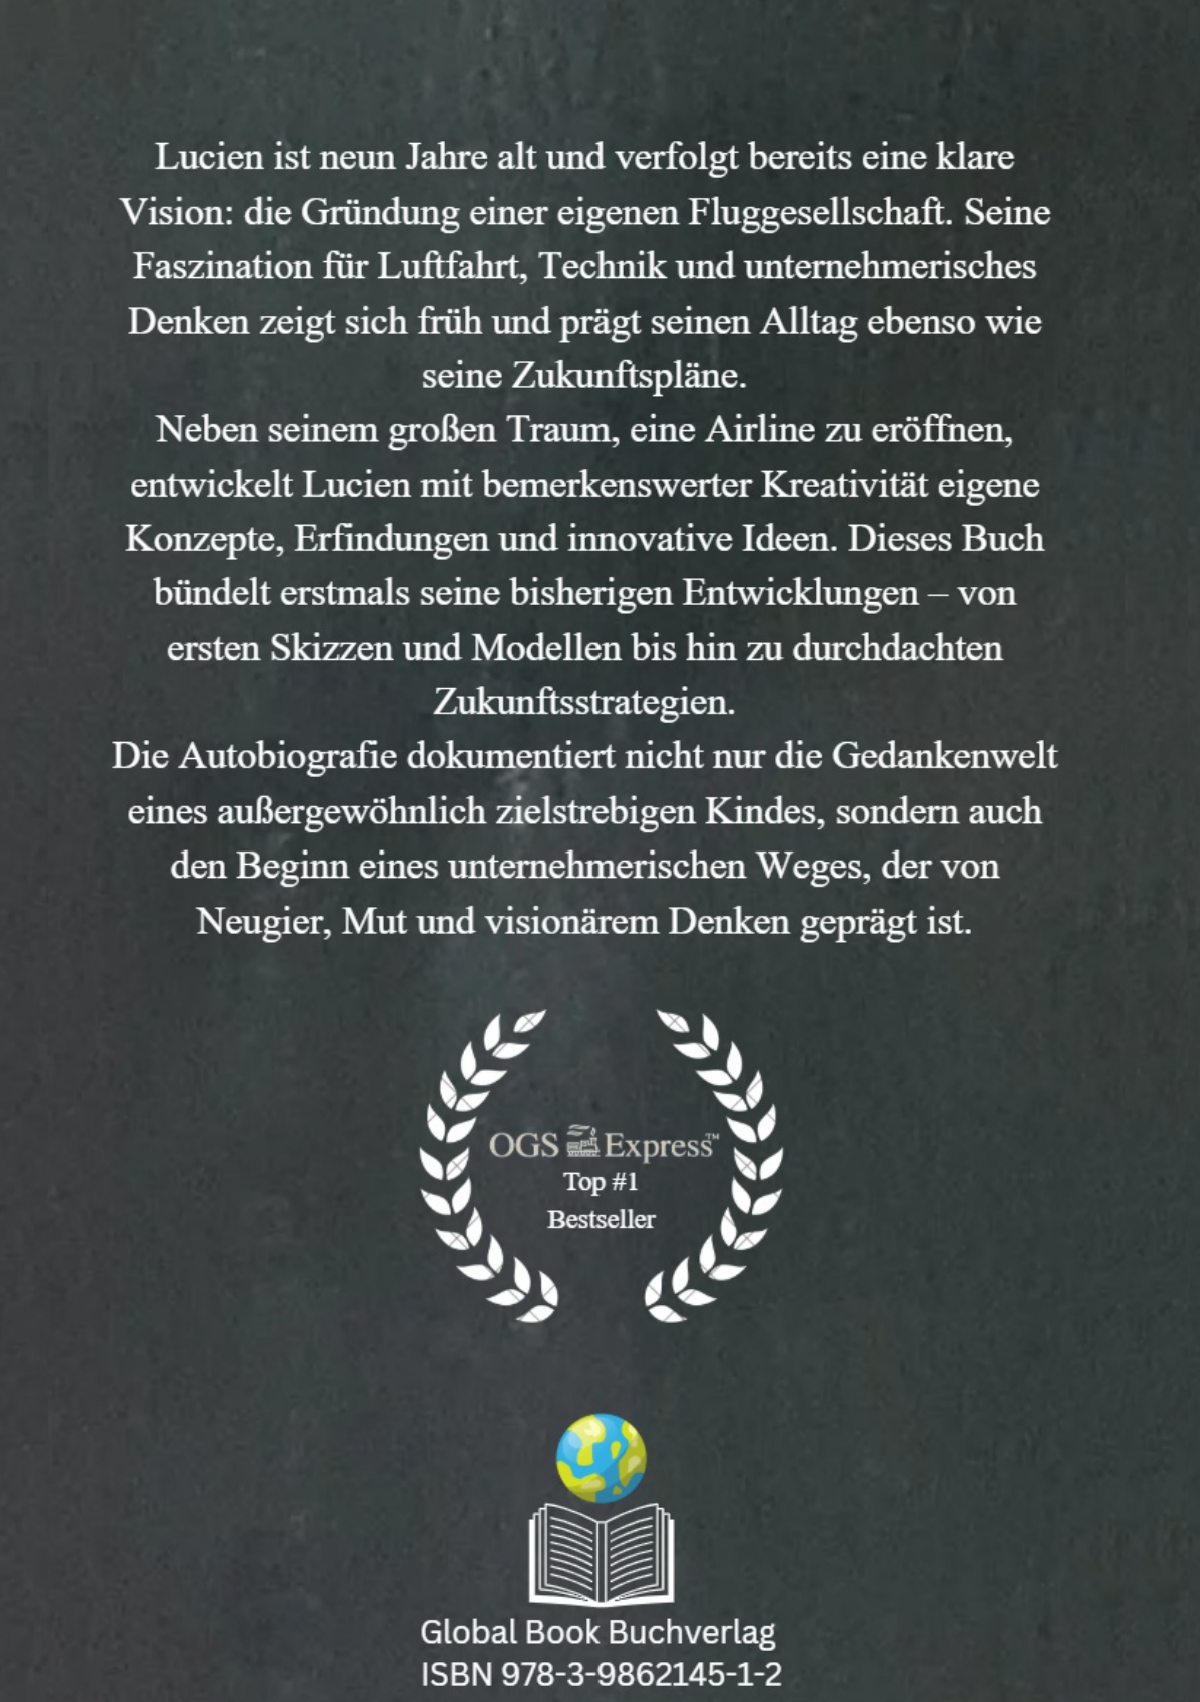 Lucien ist neun Jahre alt und verfolgt bereits eine klare
Vision: die Gründung einer eigenen Fluggesellschaft. Seine
Faszination für Luftfahrt, Technik und unternehmerisches
Denken zeigt sich früh und prägt seinen Alltag ebenso wie
seine Zukunftspläne.
Neben seinem großen Traum, eine Airline zu eröffnen,
entwickelt Lucien mit bemerkenswerter Kreativität eigene
Konzepte, Erfindungen und innovative Ideen. Dieses Buch
bündelt erstmals seine bisherigen Entwicklungen – von
ersten Skizzen und Modellen bis hin zu durchdachten
Zukunftsstrategien.
Die Autobiografie dokumentiert nicht nur die Gedankenwelt
eines außergewöhnlich zielstrebigen Kindes, sondern auch
den Beginn eines unternehmerischen Weges, der von
Neugier, Mut und visionärem Denken geprägt ist.
OGS Express™
Top #1
Bestseller
Global Book Buchverlag
ISBN 978-3-9862145-1-2